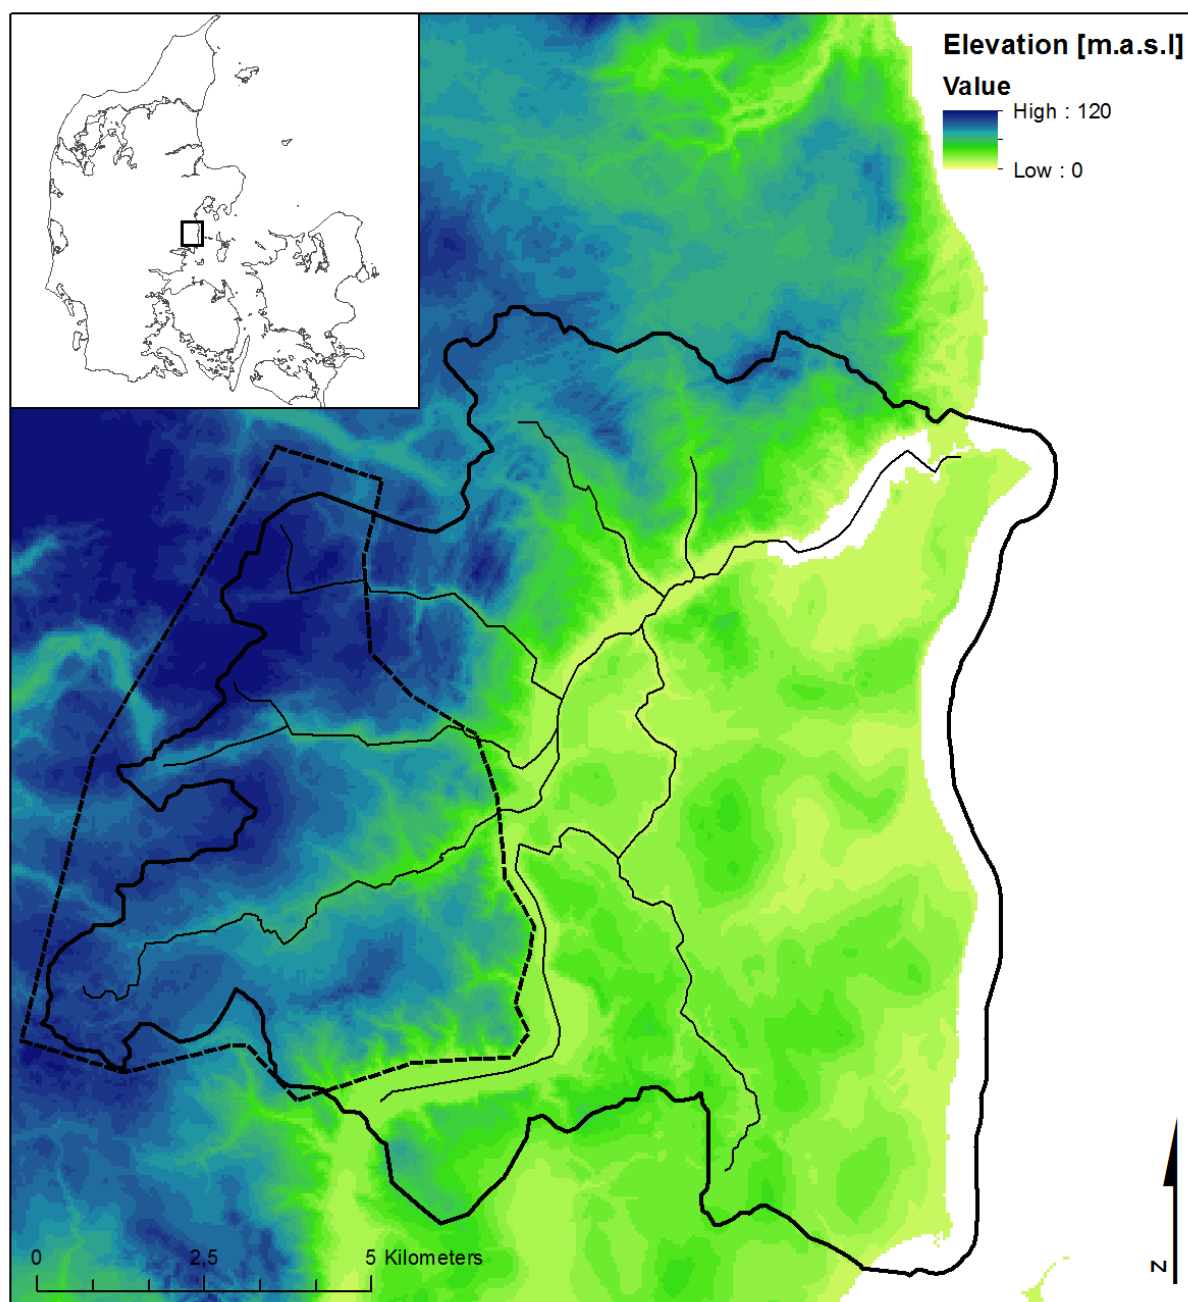 Elevation [m.a.s.l]
Value
High : 120
Low : 0
0 2,5 5 Kilometers
N